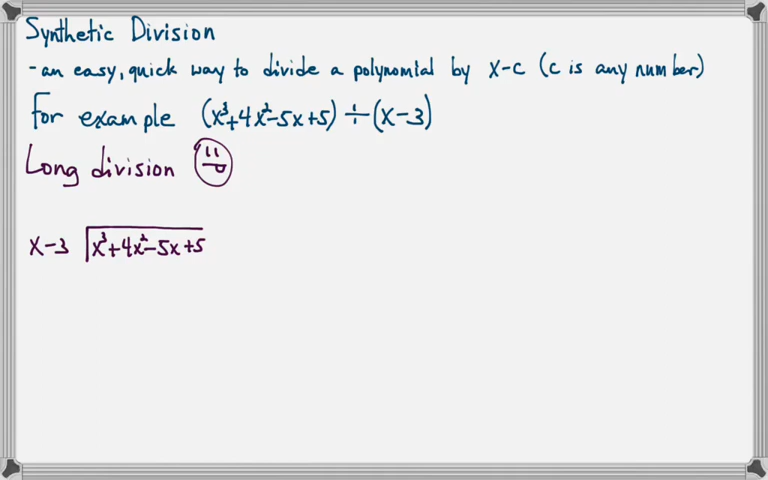 Synthetic Division
-an easy, quick way to divide a polynomial by x-c (c is any number)
For example (x³+4x²-5x+5)÷(x-3)
Long division
x-3 x³+4x²-5x+5